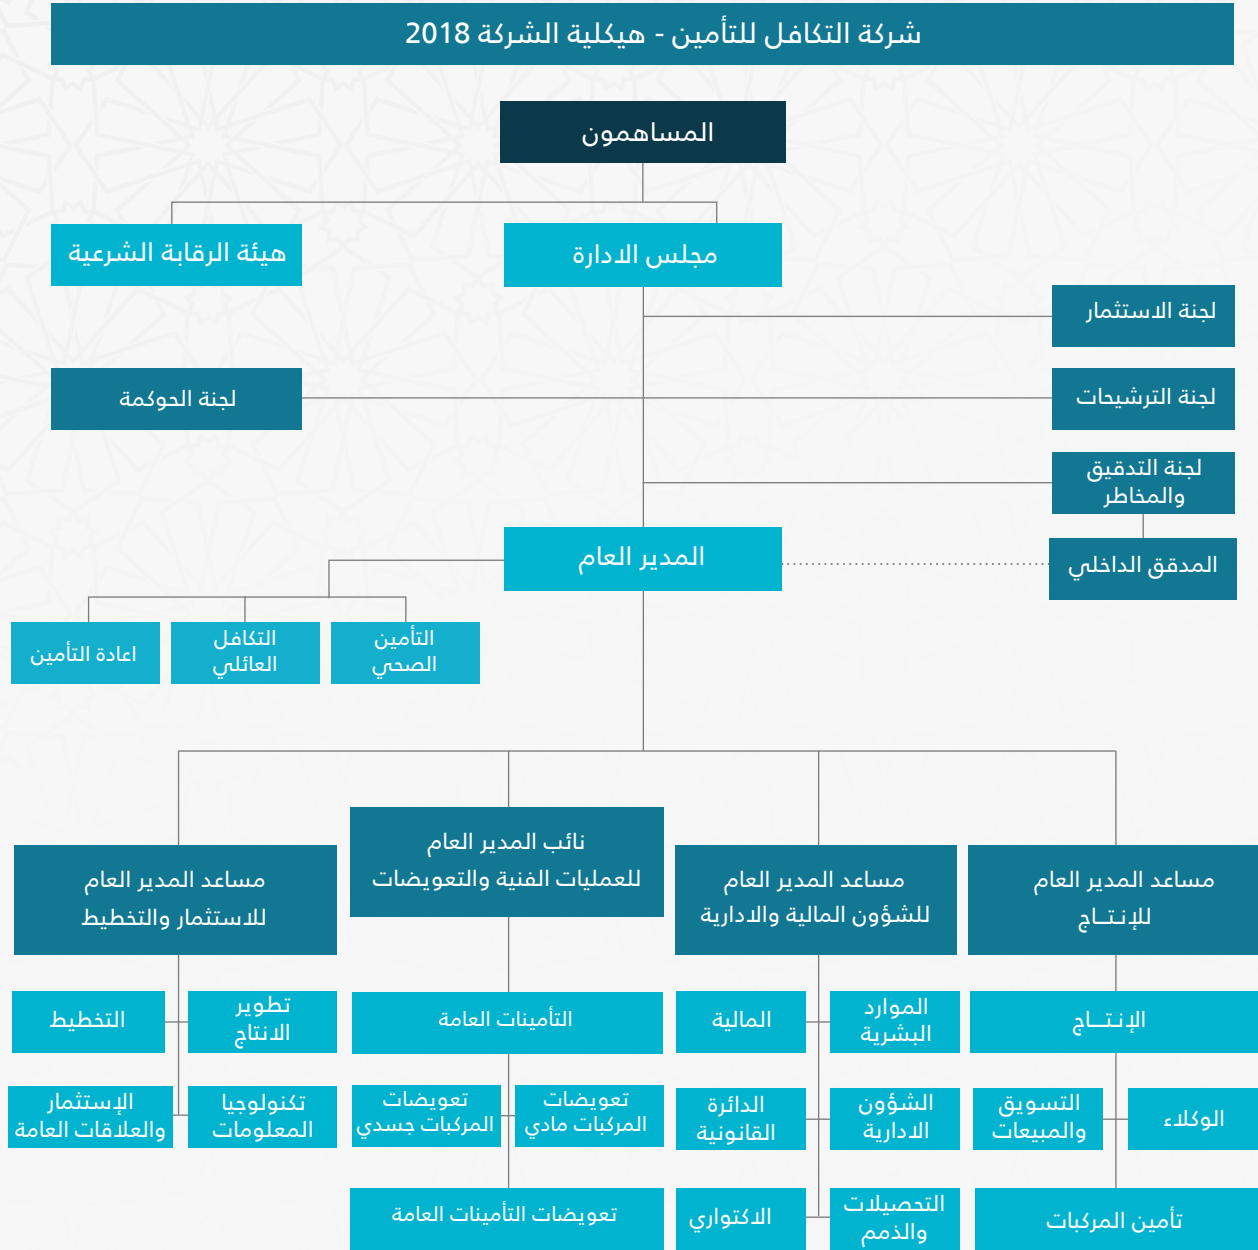 شركة التكافل للتأمين - هيكلية الشركة 2018
المساهمون
مجلس الادارة
هيئة الرقابة الشرعية
لجنة الاستثمار
لجنة الترشيحات
لجنة الحوكمة
لجنة التدقيق
والمخاطر
المدقق الداخلي
المدير العام
التأمين
الصحي
التكافل
العائلي
اعادة التأمين
مساعد المدير العام
للإنـتــاج
مساعد المدير العام
للشؤون المالية والادارية
نائب المدير العام
للعمليات الفنية والتعويضات
مساعد المدير العام
للاستثمار والتخطيط
الإنـتــاج
الوكلاء
التسويق
والمبيعات
تأمين المركبات
الموارد
البشرية
المالية
الشؤون
الادارية
الدائرة
القانونية
التحصيلات
والذمم
الاكتواري
التأمينات العامة
تعويضات
المركبات مادي
تعويضات
المركبات جسدي
تعويضات التأمينات العامة
تطوير
الانتاج
التخطيط
تكنولوجيا
المعلومات
الإستثمار
والعلاقات العامة